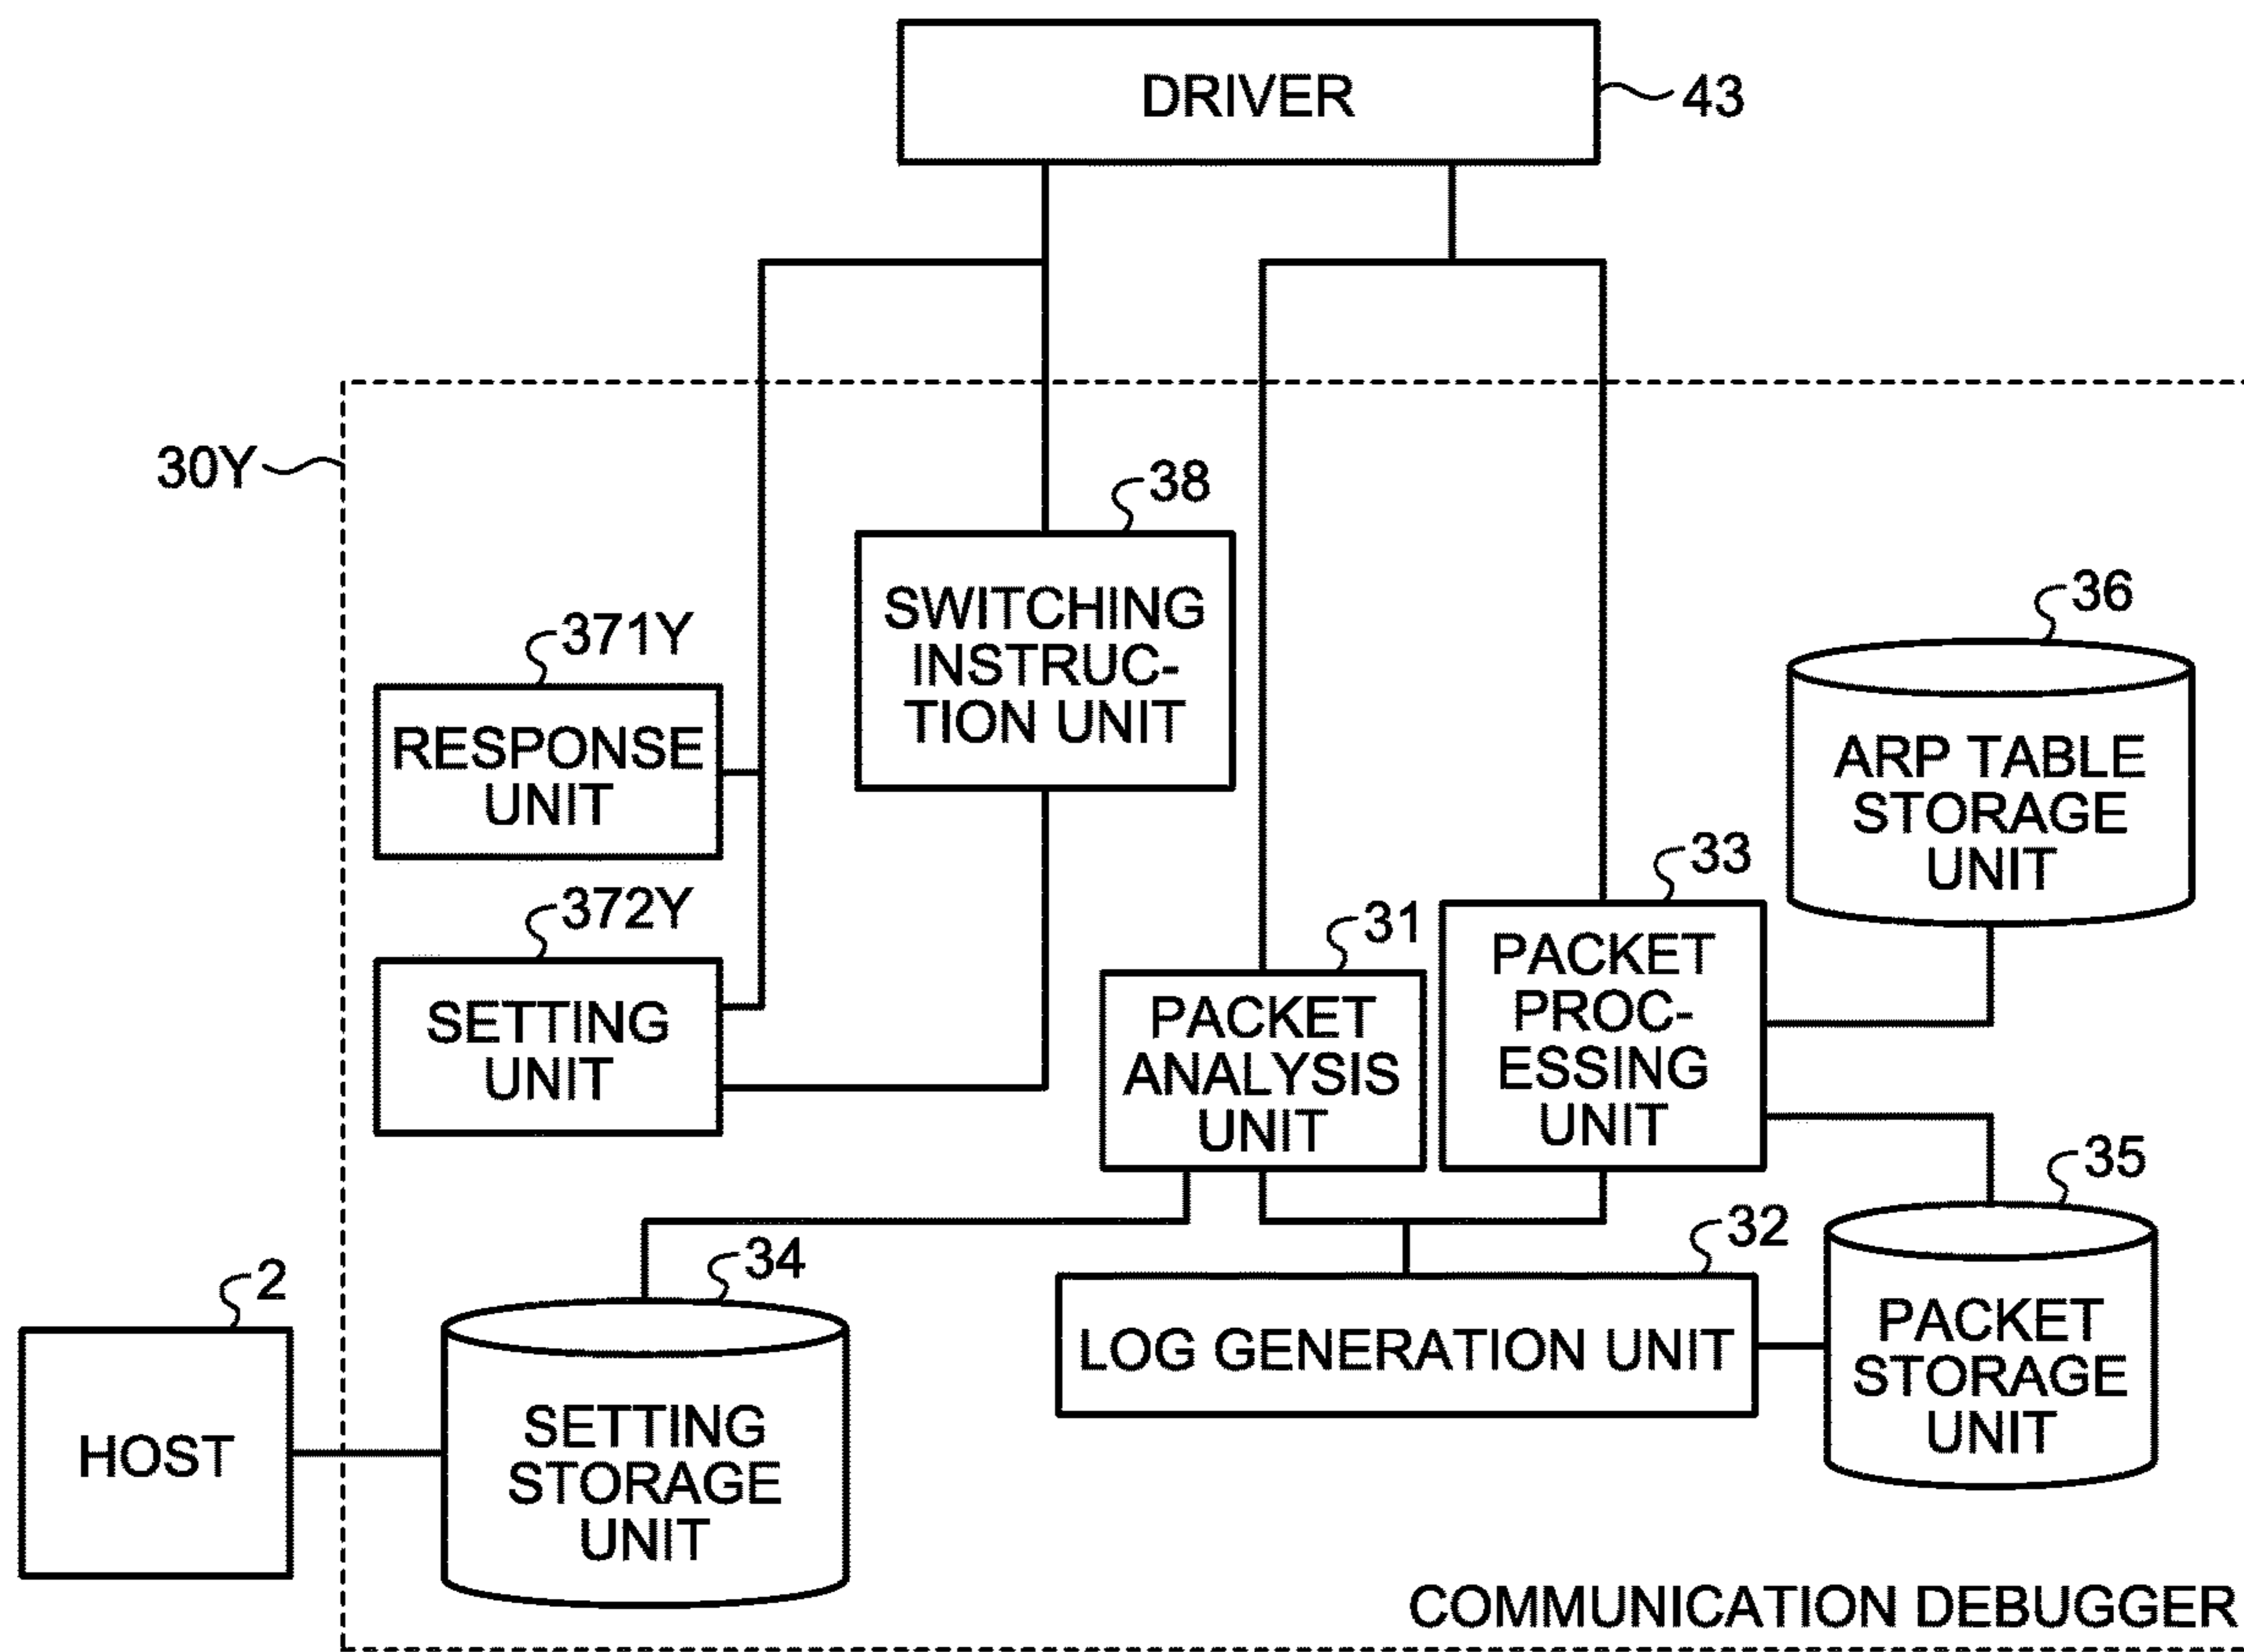 DRIVER
43
30Y
38
SWITCHING
INSTRUC-
TION UNIT
371Y
RESPONSE
UNIT
36
ARP TABLE
STORAGE
UNIT
372Y
SETTING
UNIT
31
PACKET
ANALYSIS
UNIT
33
PACKET
PROC-
ESSING
UNIT
2
HOST
34
SETTING
STORAGE
UNIT
32
LOG GENERATION UNIT
35
PACKET
STORAGE
UNIT
COMMUNICATION DEBUGGER